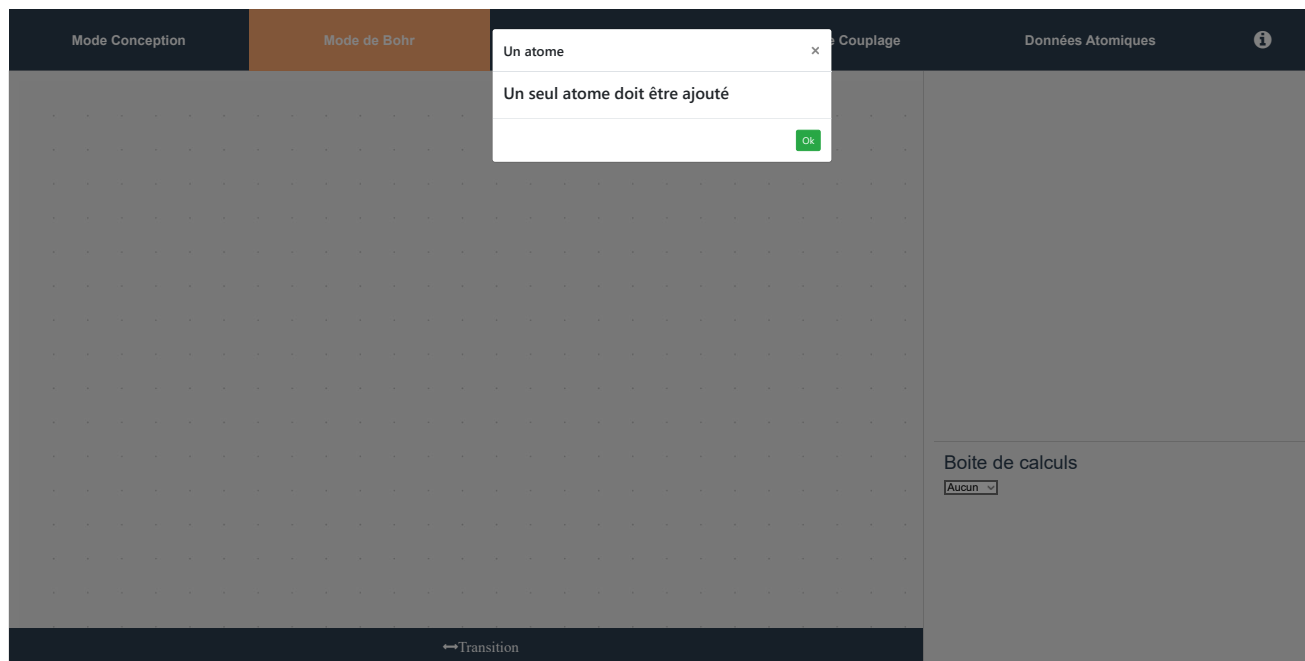 Mode Conception
Mode de Bohr
Couplage
Données Atomiques
Un atome
×
Un seul atome doit être ajouté
Ok
Boite de calculs
Aucun
↔Transition